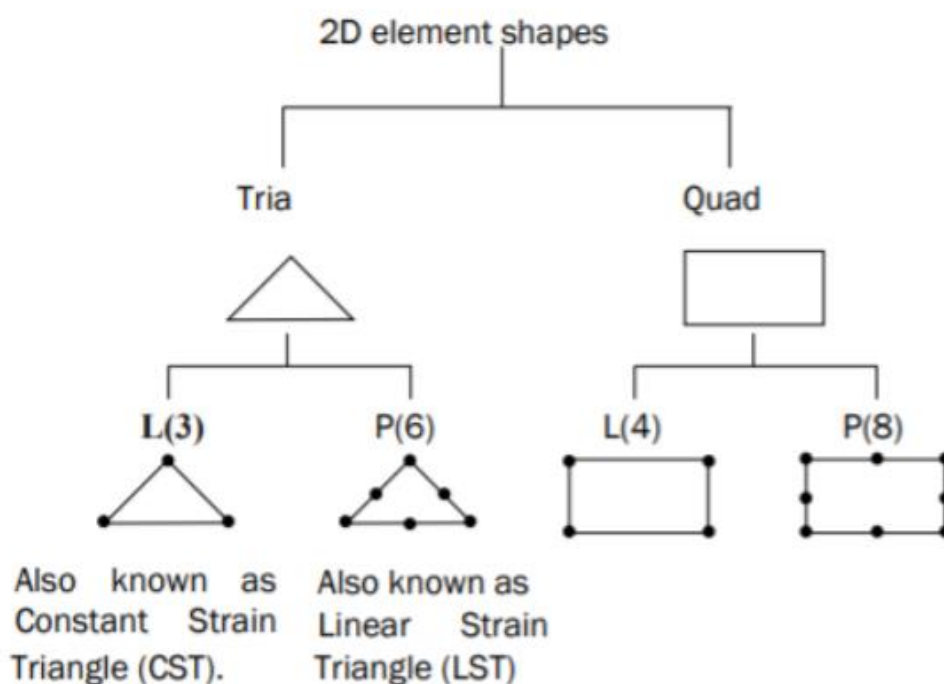 2D element shapes
Tria
Quad
L(3)
P(6)
L(4)
P(8)
Also known as
Constant Strain
Triangle (CST).
Also known as
Linear Strain
Triangle (LST)